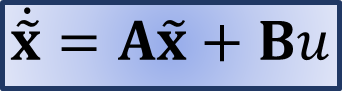 𝐱̃̇ = 𝐀𝐱̃ + 𝐁𝑢